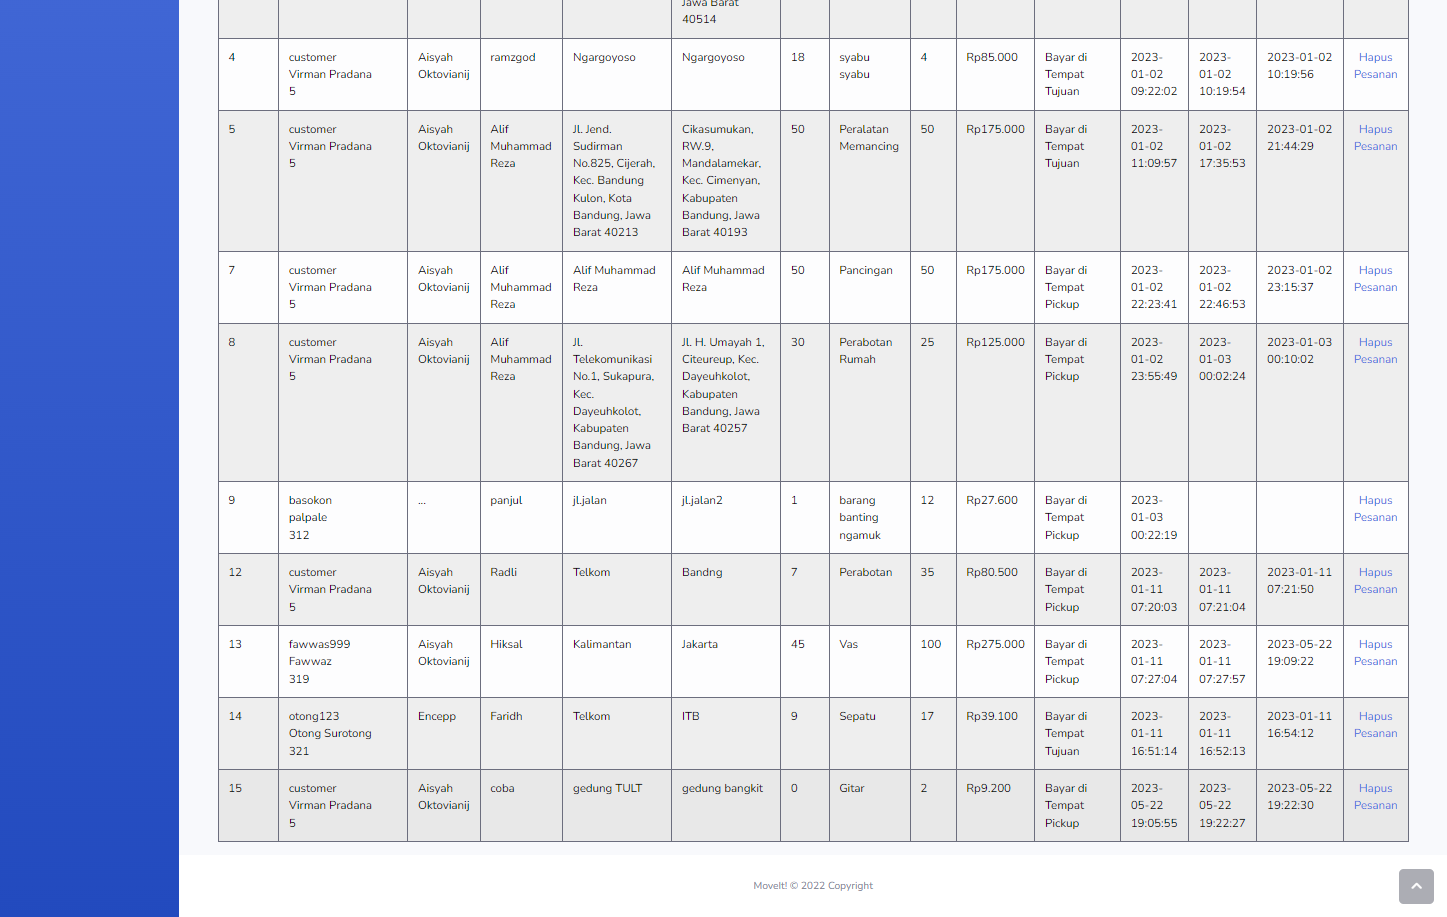 Jawa Barat
40514
4
customer
Virman Pradana
5
Aisyah
Oktovianij
ramzgod
Ngargoyoso
Ngargoyoso
18
syabu
syabu
4
Rp85.000
Bayar di
Tempat
Tujuan
2023-
01-02
09:22:02
2023-
01-02
10:19:54
2023-01-02
10:19:56
Hapus
Pesanan
5
customer
Virman Pradana
5
Aisyah
Oktovianij
Alif
Muhammad
Reza
Jl. Jend.
Sudirman
No.825, Cijerah,
Kec. Bandung
Kulon, Kota
Bandung, Jawa
Barat 40213
Cikasumukan,
RW.9,
Mandalamekar,
Kec. Cimenyan,
Kabupaten
Bandung, Jawa
Barat 40193
50
Peralatan
Memancing
50
Rp175.000
Bayar di
Tempat
Tujuan
2023-
01-02
11:09:57
2023-
01-02
17:35:53
2023-01-02
21:44:29
Hapus
Pesanan
7
customer
Virman Pradana
5
Aisyah
Oktovianij
Alif
Muhammad
Reza
Alif Muhammad
Reza
Alif Muhammad
Reza
50
Pancingan
50
Rp175.000
Bayar di
Tempat
Pickup
2023-
01-02
22:23:41
2023-
01-02
22:46:53
2023-01-02
23:15:37
Hapus
Pesanan
8
customer
Virman Pradana
5
Aisyah
Oktovianij
Alif
Muhammad
Reza
Jl.
Telekomunikasi
No.1, Sukapura,
Kec.
Dayeuhkolot,
Kabupaten
Bandung, Jawa
Barat 40267
Jl. H. Umayah 1,
Citeureup, Kec.
Dayeuhkolot,
Kabupaten
Bandung, Jawa
Barat 40257
30
Perabotan
Rumah
25
Rp125.000
Bayar di
Tempat
Pickup
2023-
01-02
23:55:49
2023-
01-03
00:02:24
2023-01-03
00:10:02
Hapus
Pesanan
9
basokon
palpale
312
...
panjul
jl.jalan
jl.jalan2
1
barang
banting
ngamuk
12
Rp27.600
Bayar di
Tempat
Pickup
2023-
01-03
00:22:19
Hapus
Pesanan
12
customer
Virman Pradana
5
Aisyah
Oktovianij
Radli
Telkom
Bandng
7
Perabotan
35
Rp80.500
Bayar di
Tempat
Pickup
2023-
01-11
07:20:03
2023-
01-11
07:21:04
2023-01-11
07:21:50
Hapus
Pesanan
13
fawwas999
Fawwaz
319
Aisyah
Oktovianij
Hiksal
Kalimantan
Jakarta
45
Vas
100
Rp275.000
Bayar di
Tempat
Pickup
2023-
01-11
07:27:04
2023-
01-11
07:27:57
2023-05-22
19:09:22
Hapus
Pesanan
14
otong123
Otong Surotong
321
Encepp
Faridh
Telkom
ITB
9
Sepatu
17
Rp39.100
Bayar di
Tempat
Tujuan
2023-
01-11
16:51:14
2023-
01-11
16:52:13
2023-01-11
16:54:12
Hapus
Pesanan
15
customer
Virman Pradana
5
Aisyah
Oktovianij
coba
gedung TULT
gedung bangkit
0
Gitar
2
Rp9.200
Bayar di
Tempat
Pickup
2023-
05-22
19:05:55
2023-
05-22
19:22:27
2023-05-22
19:22:30
Hapus
Pesanan
MoveIt! © 2022 Copyright